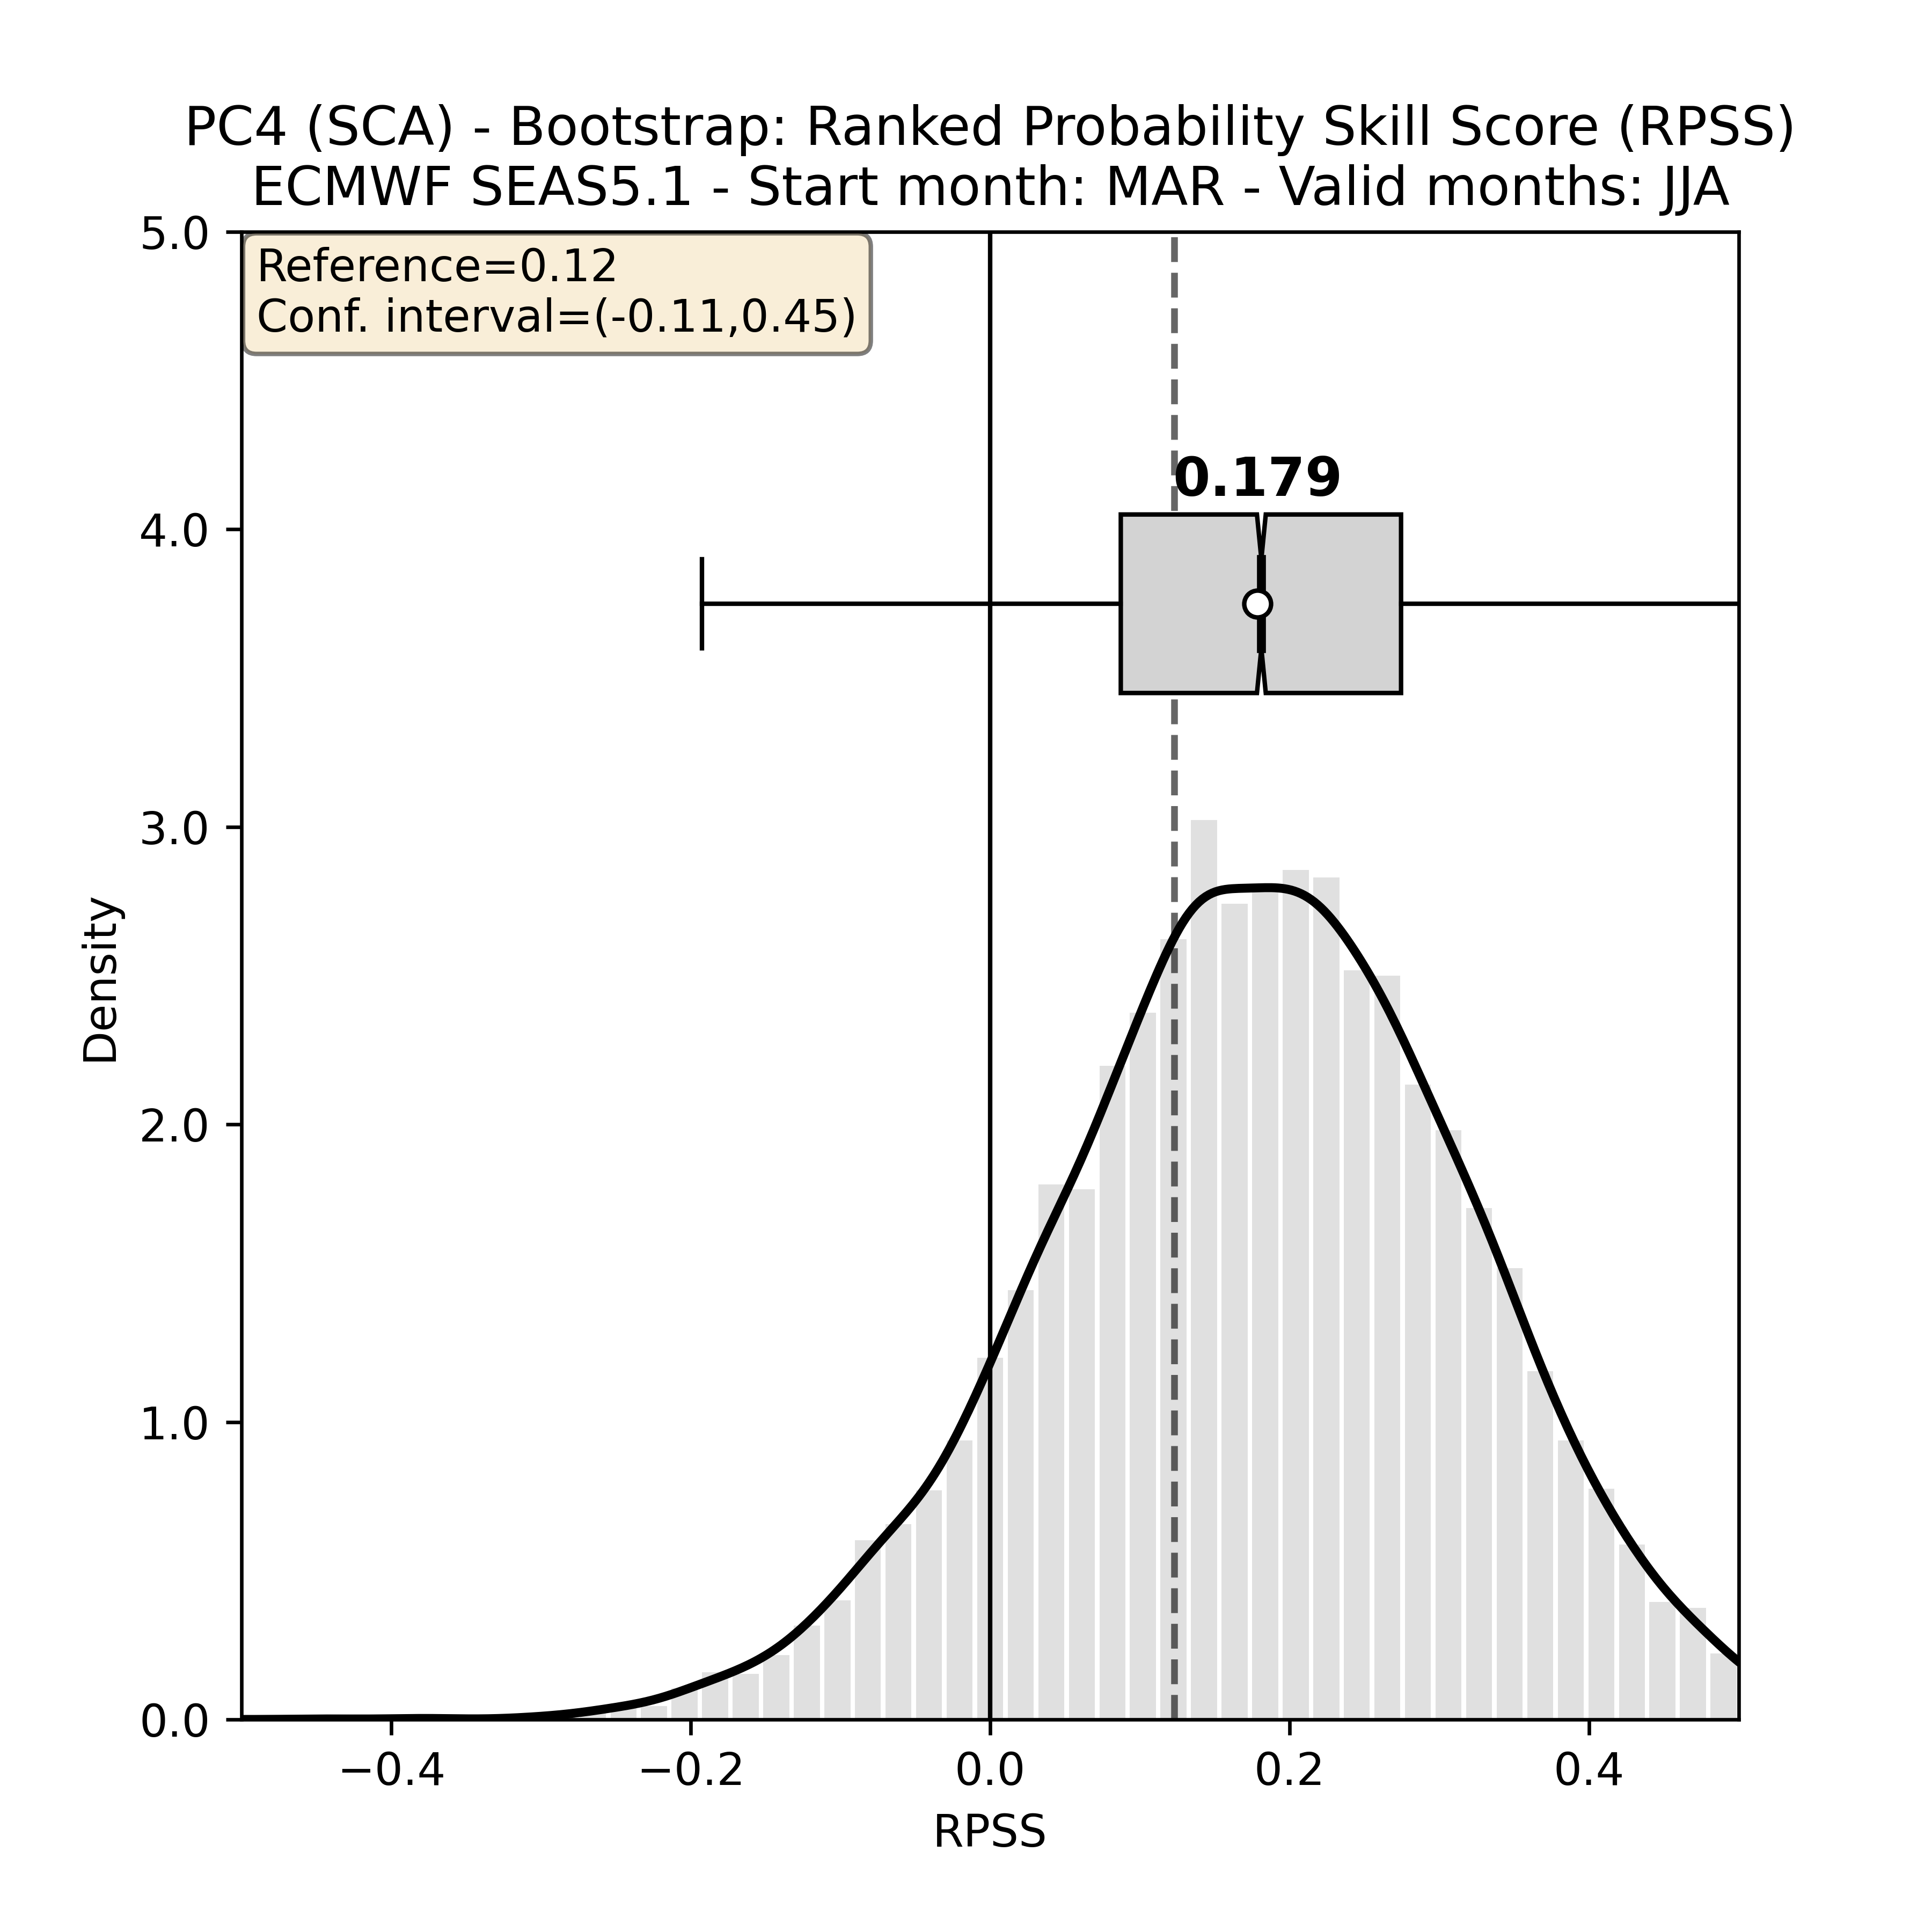 PC4 (SCA) - Bootstrap: Ranked Probability Skill Score (RPSS)
ECMWF SEAS5.1 - Start month: MAR - Valid months: JJA
Reference=0.12
Conf. interval=(-0.11,0.45)
0.179
5.0
4.0
3.0
2.0
1.0
0.0
Density
−0.4
−0.2
0.0
0.2
0.4
RPSS